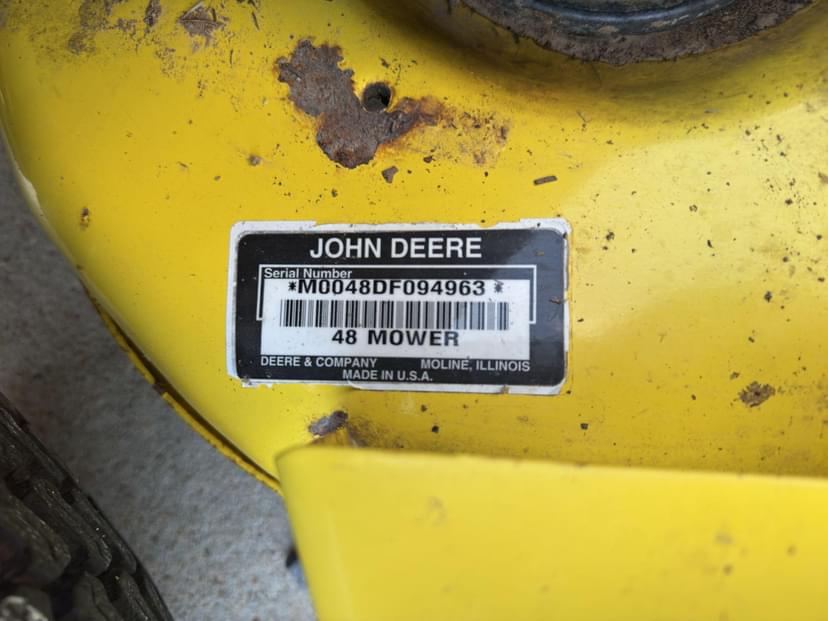 JOHN DEERE
Serial Number
*M0048DF094963*
48 MOWER
DEERE & COMPANY MOLINE, ILLINOIS
MADE IN U.S.A.